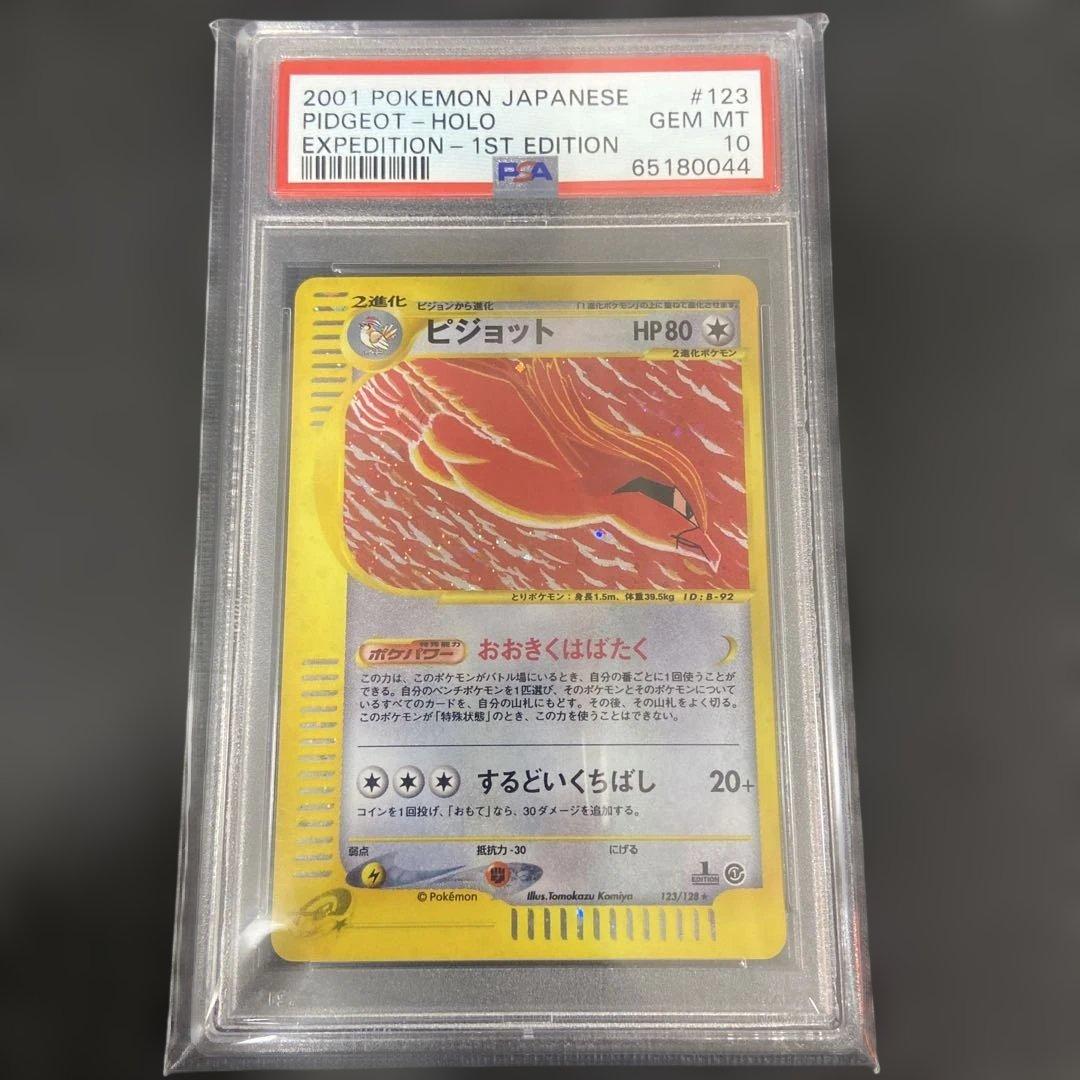 2001 POKEMON JAPANESE #123
PIDGEOT - HOLO GEM MT
EXPEDITION - 1ST EDITION 10
PSA 65180044
2進化 ピジョンから進化 「1進化ポケモン」の上に重ねて進化させます
ピジョット HP80
2進化ポケモン
とりポケモン：身長1.5m、体重39.5kg ID:B-92
特殊能力
ポケパワー おおきくはばたく
この力は、このポケモンがバトル場にいるとき、自分の番ごとに1回使うことが
できる。自分のベンチポケモンを1匹選び、そのポケモンとそのポケモンについて
いるすべてのカードを、自分の山札にもどす。その後、その山札をよく切る。
このポケモンが「特殊状態」のとき、この力を使うことはできない。
するどいくちばし 20+
コインを1回投げ、「おもて」なら、30ダメージを追加する。
弱点 抵抗力 -30 にげる
1
EDITION
© Pokémon Illus. Tomokazu Komiya 123/128 ★
e